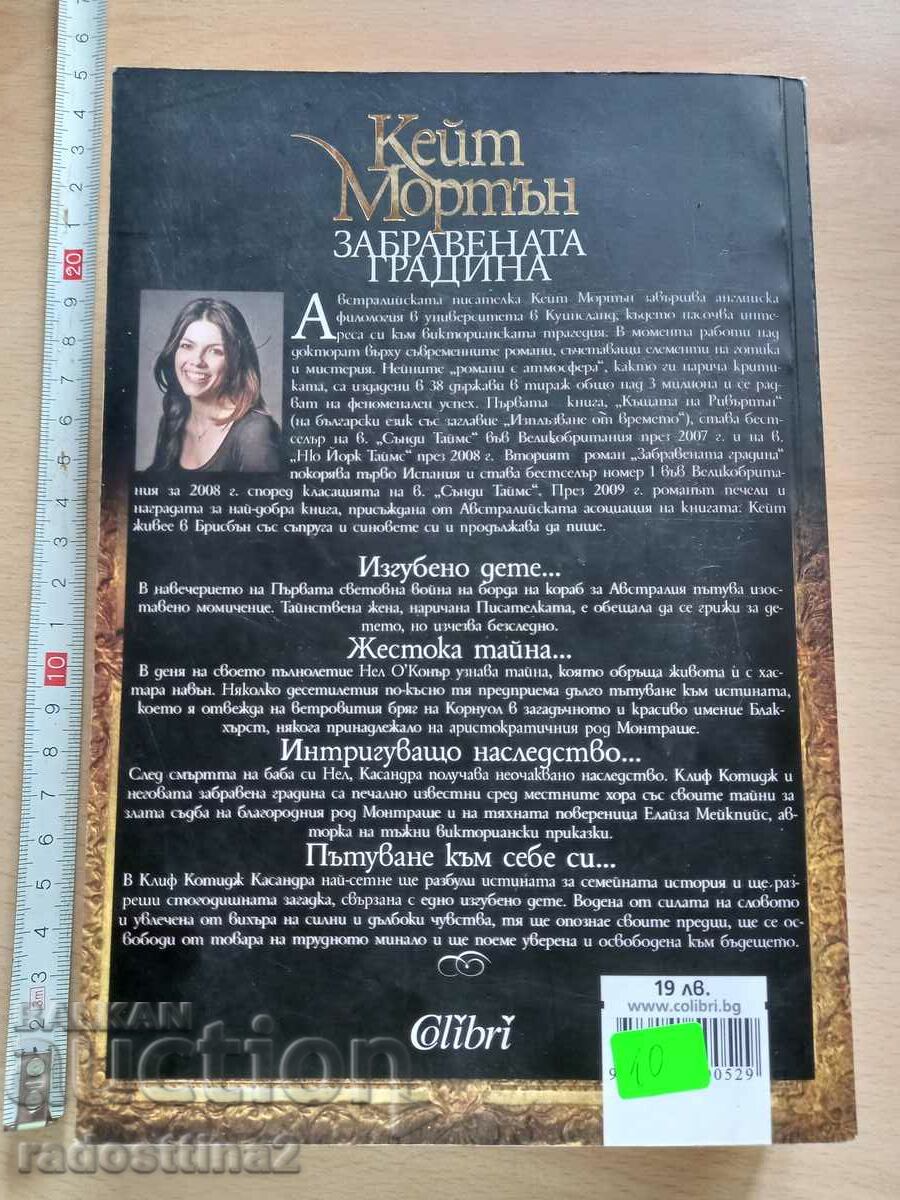 Кейт
Мортън
ЗАБРАВЕНАТА
ГРАДИНА
Австралийската писателка Кейт Мортън завършва английска
филология в университета в Куинсланд, където насочва инте-
реса си към викторианската трагедия. В момента работи над
докторат върху съвременните романи, съчетаващи елементи на готика
и мистерия. Нейните „романи с атмосфера“, както ги нарича крити-
ката, са издадени в 38 държави в тираж общо над 3 милиона и се рад-
ват на феноменален успех. Първата книга, „Къщата на Ривъртън“
(на български език със заглавие „Изплъзване от времето“), става бест-
селър на в. „Сънди Таймс“ във Великобритания през 2007 г. и на в.
„Ню Йорк Таймс“ през 2008 г. Вторият роман „Забравената градина“
покорява първо Испания и става бестселър номер 1 във Великобрита-
ния за 2008 г. според класацията на в. „Сънди Таймс“. През 2009 г. романът печели и
наградата за най-добра книга, присъждана от Австралийската асоциация на книгата. Кейт
живее в Брисбън със съпруга и синовете си и продължава да пише.
Изгубено дете...
В навечерието на Първата световна война на борда на кораб за Австралия пътува изос-
тавено момиченце. Тайнствена жена, наричана Писателката, е обещала да се грижи за де-
тето, но изчезва безследно.
Жестока тайна...
В деня на своето пълнолетие Нел О'Конър узнава тайна, която обръща живота ѝ с хас-
тара навън. Няколко десетилетия по-късно тя предприема дълго пътуване към истината,
което я отвежда на ветровития бряг на Корнуол в загадъчното и красиво имение Блак-
хърст, някога принадлежало на аристократичния род Монтраше.
Интригуващо наследство...
След смъртта на баба си Нел, Касандра получава неочаквано наследство. Клиф Котидж и
неговата забравена градина са печално известни сред местните хора със своите тайни за
злата съдба на благородния род Монтраше и на тяхната повереница Елайза Мейкпийс, ав-
торка на тъжни викториански приказки.
Пътуване към себе си...
В Клиф Котидж Касандра най-сетне ще разбули истината за семейната история и ще раз-
реши стогодишната загадка, свързана с едно изгубено дете. Водена от силата на словото
и увлечена от вихъра на силни и дълбоки чувства, тя ще опознае своите предци, ще се ос-
вободи от товара на трудното минало и ще поеме уверена и освободена към бъдещето.
Colibri
19 лв.
www.colibri.bg
9
00529
10
BALKAN
auction
radosttina2